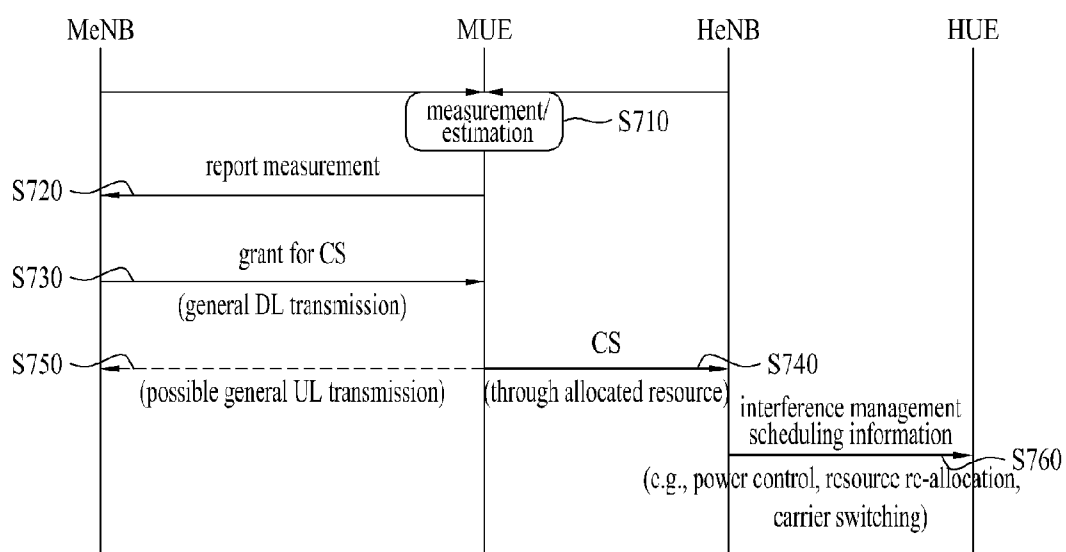 MeNB
MUE
HeNB
HUE
measurement/
estimation
S710
report measurement
S720
grant for CS
S730
(general DL transmission)
CS
S750
S740
(possible general UL transmission)
(through allocated resource)
interference management
scheduling information
S760
(e.g., power control, resource re-allocation,
carrier switching)